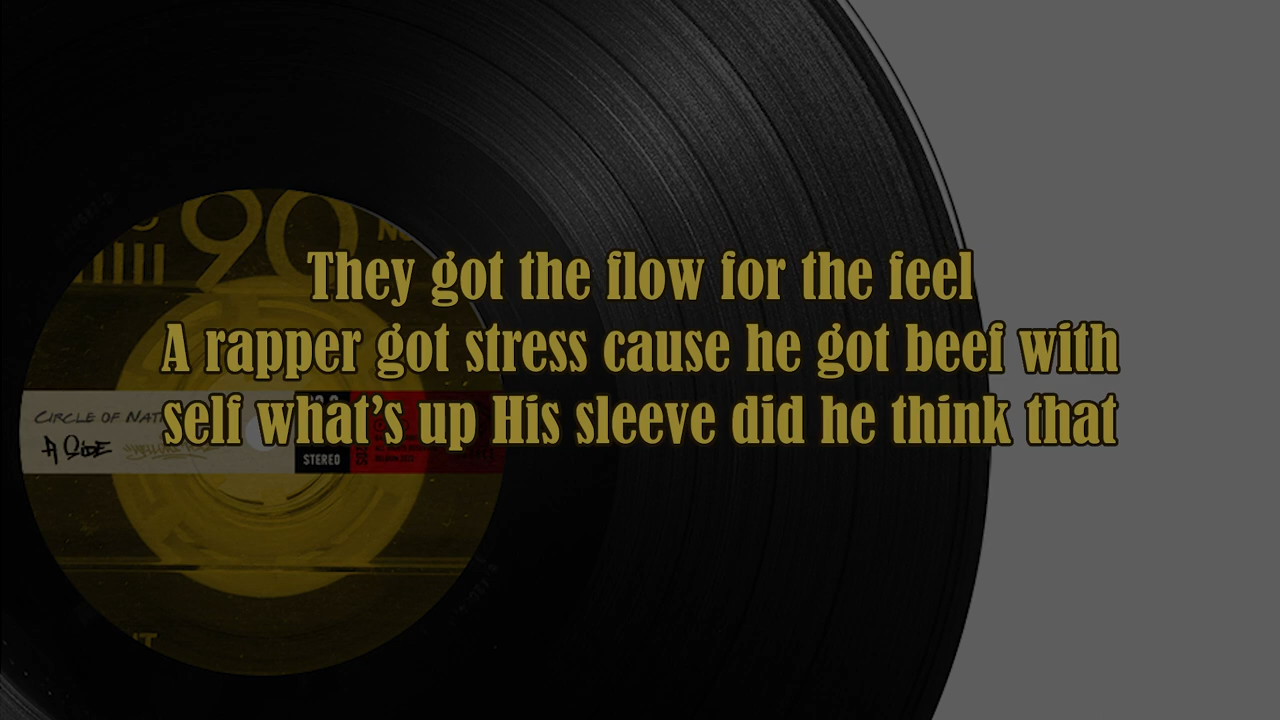 90
They got the flow for the feel
A rapper got stress cause he got beef with
self what's up His sleeve did he think that
CIRCLE OF
A SIDE
STEREO